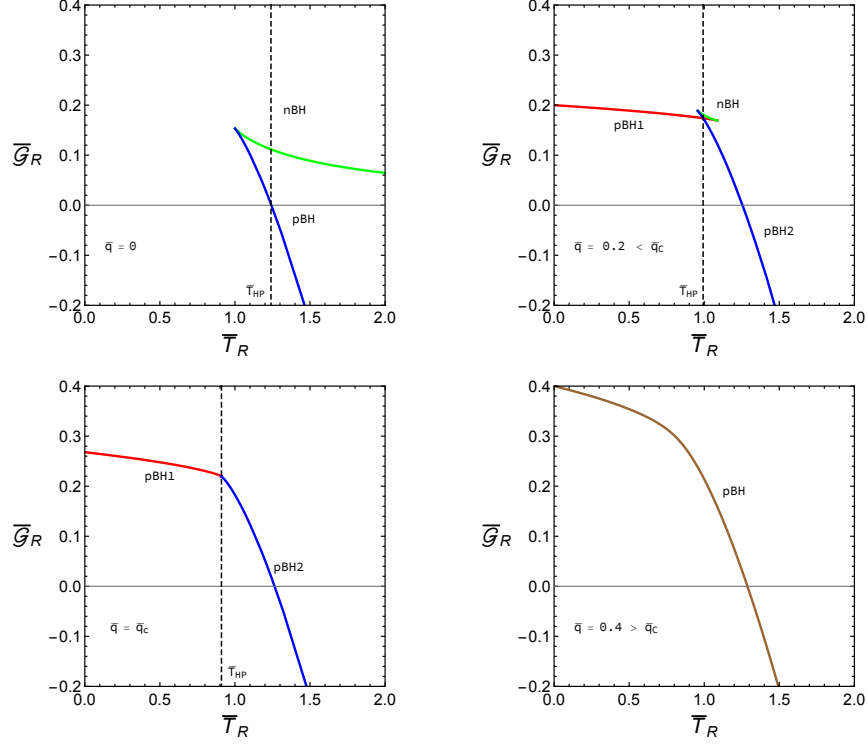 0.4
0.3
0.2
0.1
0.0
−0.1
−0.2
0.0 0.5 1.0 1.5 2.0
𝒢̅R
T̅R
nBH
pBH
q̅ = 0
T̅HP
0.4
0.3
0.2
0.1
0.0
−0.1
−0.2
0.0 0.5 1.0 1.5 2.0
𝒢̅R
T̅R
nBH
pBH1
pBH2
q̅ = 0.2 < q̅C
T̅HP
0.4
0.3
0.2
0.1
0.0
−0.1
−0.2
0.0 0.5 1.0 1.5 2.0
𝒢̅R
T̅R
pBH1
pBH2
q̅ = q̅c
T̅HP
0.4
0.3
0.2
0.1
0.0
−0.1
−0.2
0.0 0.5 1.0 1.5 2.0
𝒢̅R
T̅R
pBH
q̅ = 0.4 > q̅C